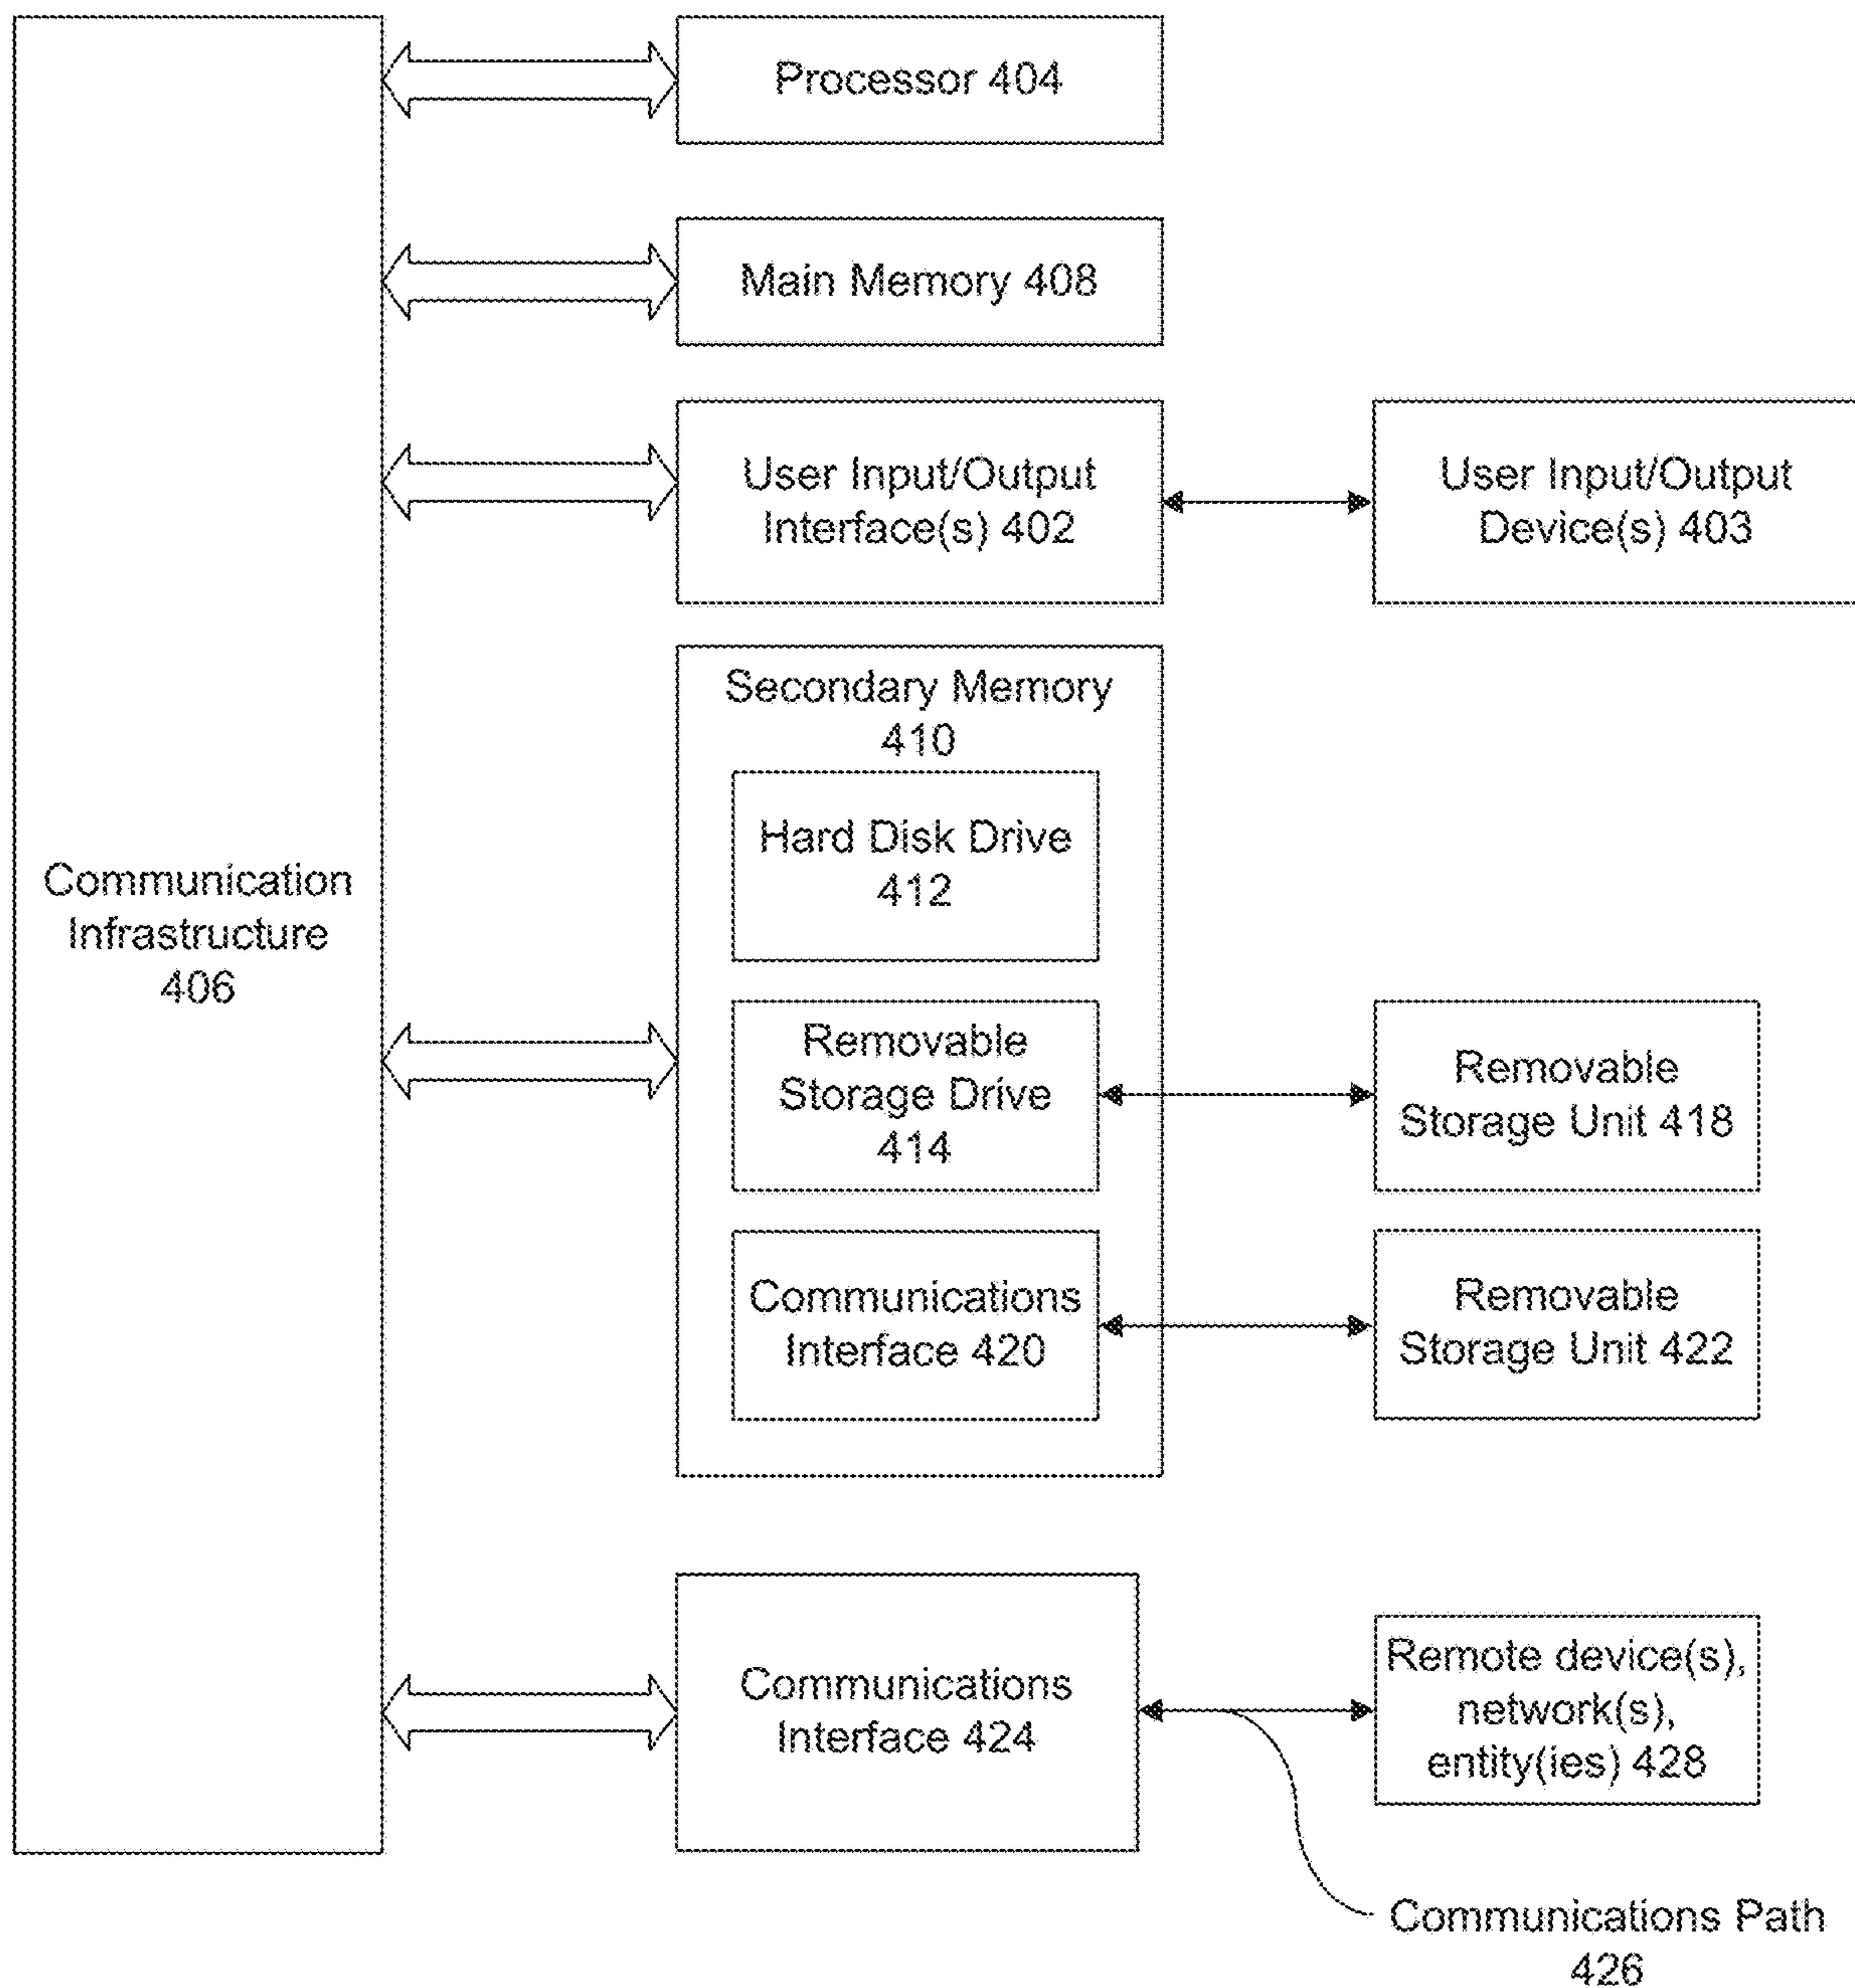 Processor 404
Main Memory 408
User Input/Output
Interface(s) 402
User Input/Output
Device(s) 403
Secondary Memory
410
Hard Disk Drive
412
Communication
Infrastructure
406
Removable
Storage Drive
414
Removable
Storage Unit 418
Communications
Interface 420
Removable
Storage Unit 422
Communications
Interface 424
Remote device(s),
network(s),
entity(ies) 428
Communications Path
426